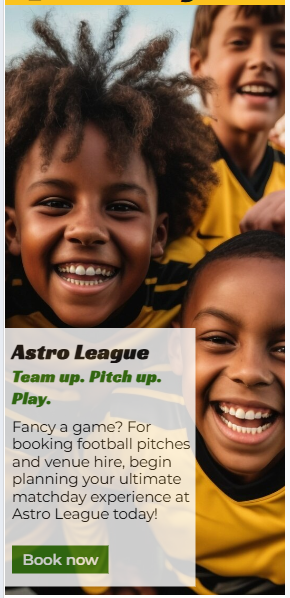 Astro League
Team up. Pitch up.
Play.
Fancy a game? For
booking football pitches
and venue hire, begin
planning your ultimate
matchday experience at
Astro League today!
Book now